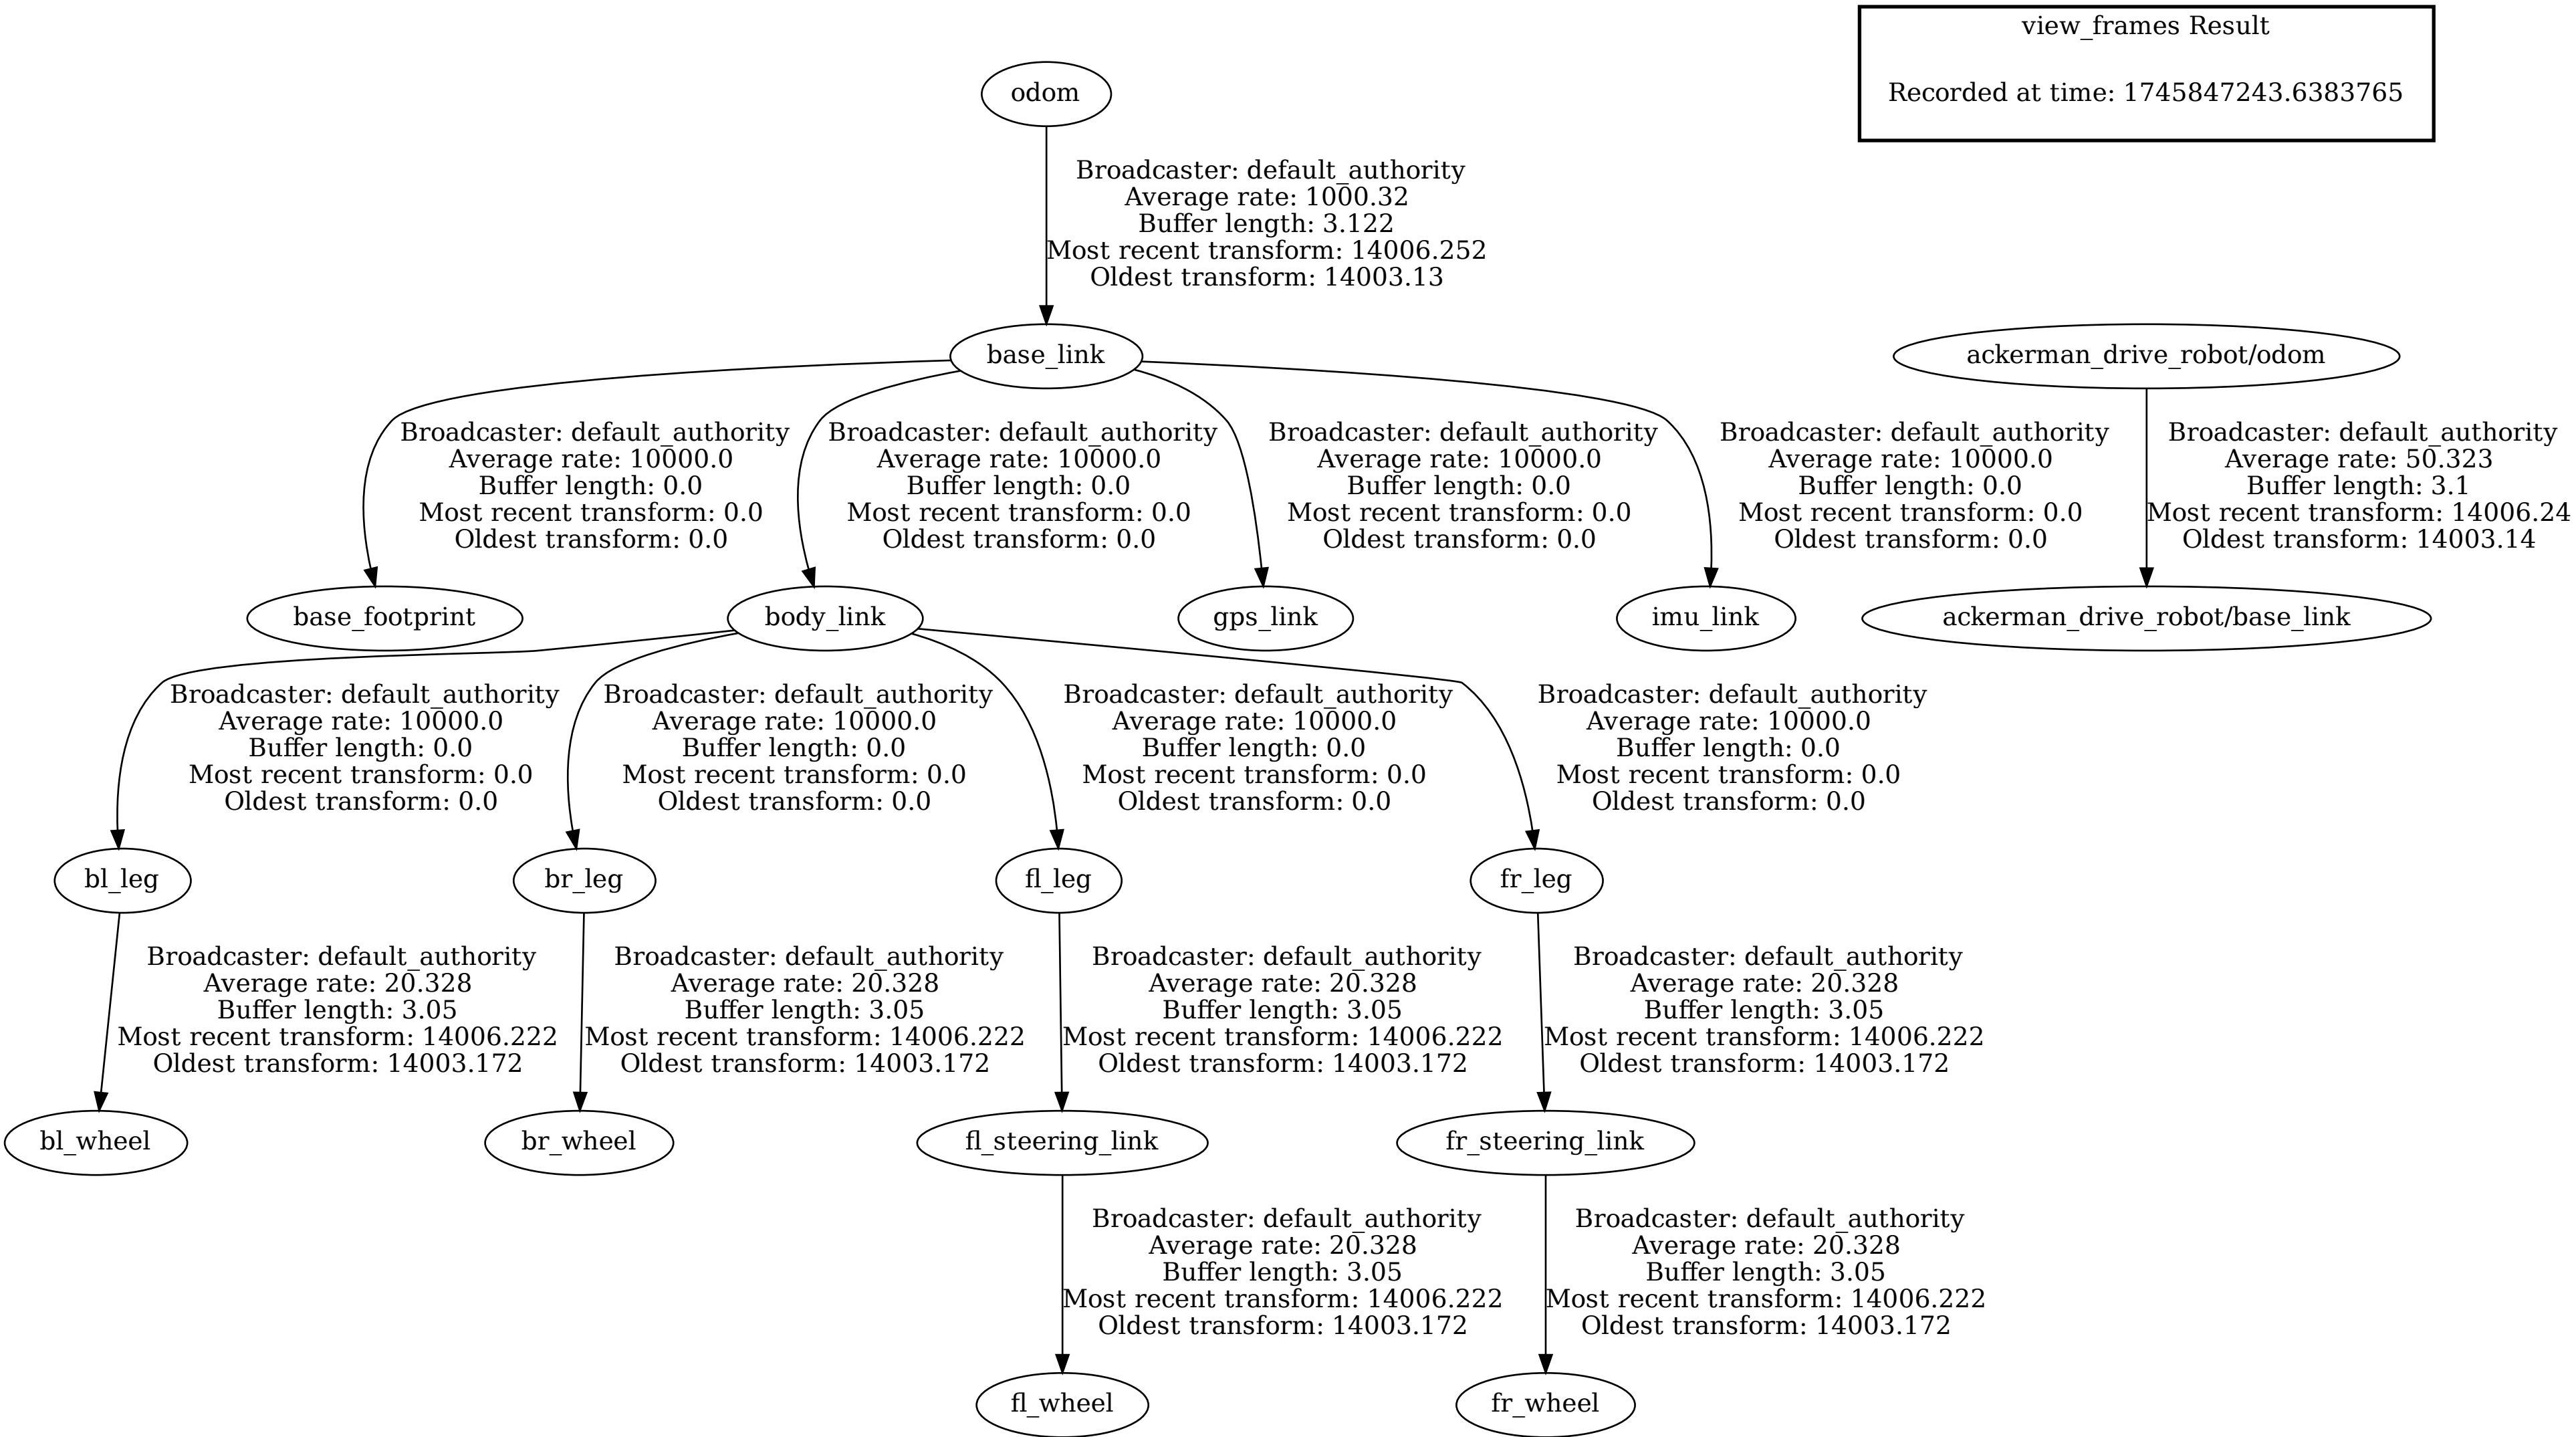 view_frames Result
Recorded at time: 1745847243.6383765
odom
Broadcaster: default_authority
Average rate: 1000.32
Buffer length: 3.122
Most recent transform: 14006.252
Oldest transform: 14003.13
base_link
ackerman_drive_robot/odom
Broadcaster: default_authority
Average rate: 10000.0
Buffer length: 0.0
Most recent transform: 0.0
Oldest transform: 0.0
Broadcaster: default_authority
Average rate: 10000.0
Buffer length: 0.0
Most recent transform: 0.0
Oldest transform: 0.0
Broadcaster: default_authority
Average rate: 10000.0
Buffer length: 0.0
Most recent transform: 0.0
Oldest transform: 0.0
Broadcaster: default_authority
Average rate: 10000.0
Buffer length: 0.0
Most recent transform: 0.0
Oldest transform: 0.0
Broadcaster: default_authority
Average rate: 50.323
Buffer length: 3.1
Most recent transform: 14006.24
Oldest transform: 14003.14
base_footprint
body_link
gps_link
imu_link
ackerman_drive_robot/base_link
Broadcaster: default_authority
Average rate: 10000.0
Buffer length: 0.0
Most recent transform: 0.0
Oldest transform: 0.0
Broadcaster: default_authority
Average rate: 10000.0
Buffer length: 0.0
Most recent transform: 0.0
Oldest transform: 0.0
Broadcaster: default_authority
Average rate: 10000.0
Buffer length: 0.0
Most recent transform: 0.0
Oldest transform: 0.0
Broadcaster: default_authority
Average rate: 10000.0
Buffer length: 0.0
Most recent transform: 0.0
Oldest transform: 0.0
bl_leg
br_leg
fl_leg
fr_leg
Broadcaster: default_authority
Average rate: 20.328
Buffer length: 3.05
Most recent transform: 14006.222
Oldest transform: 14003.172
Broadcaster: default_authority
Average rate: 20.328
Buffer length: 3.05
Most recent transform: 14006.222
Oldest transform: 14003.172
Broadcaster: default_authority
Average rate: 20.328
Buffer length: 3.05
Most recent transform: 14006.222
Oldest transform: 14003.172
Broadcaster: default_authority
Average rate: 20.328
Buffer length: 3.05
Most recent transform: 14006.222
Oldest transform: 14003.172
bl_wheel
br_wheel
fl_steering_link
fr_steering_link
Broadcaster: default_authority
Average rate: 20.328
Buffer length: 3.05
Most recent transform: 14006.222
Oldest transform: 14003.172
Broadcaster: default_authority
Average rate: 20.328
Buffer length: 3.05
Most recent transform: 14006.222
Oldest transform: 14003.172
fl_wheel
fr_wheel